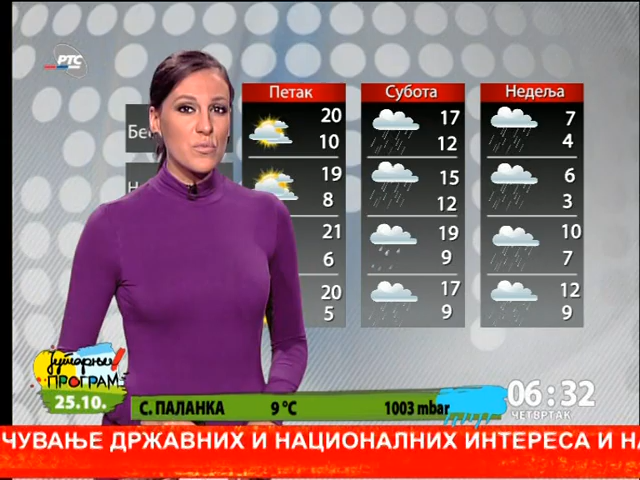 РТС
Петак Субота Недеља
20 17 7
10 12 4
19 15 6
8 12 3
21 19 10
6 9 7
20 17 12
5 9 9
Јутарњи
ПРОГРАМ
25.10.
С. ПАЛАНКА 9 °C 1003 mbar
06:32
ЧЕТВРТАК
ЧУВАЊЕ ДРЖАВНИХ И НАЦИОНАЛНИХ ИНТЕРЕСА И НА